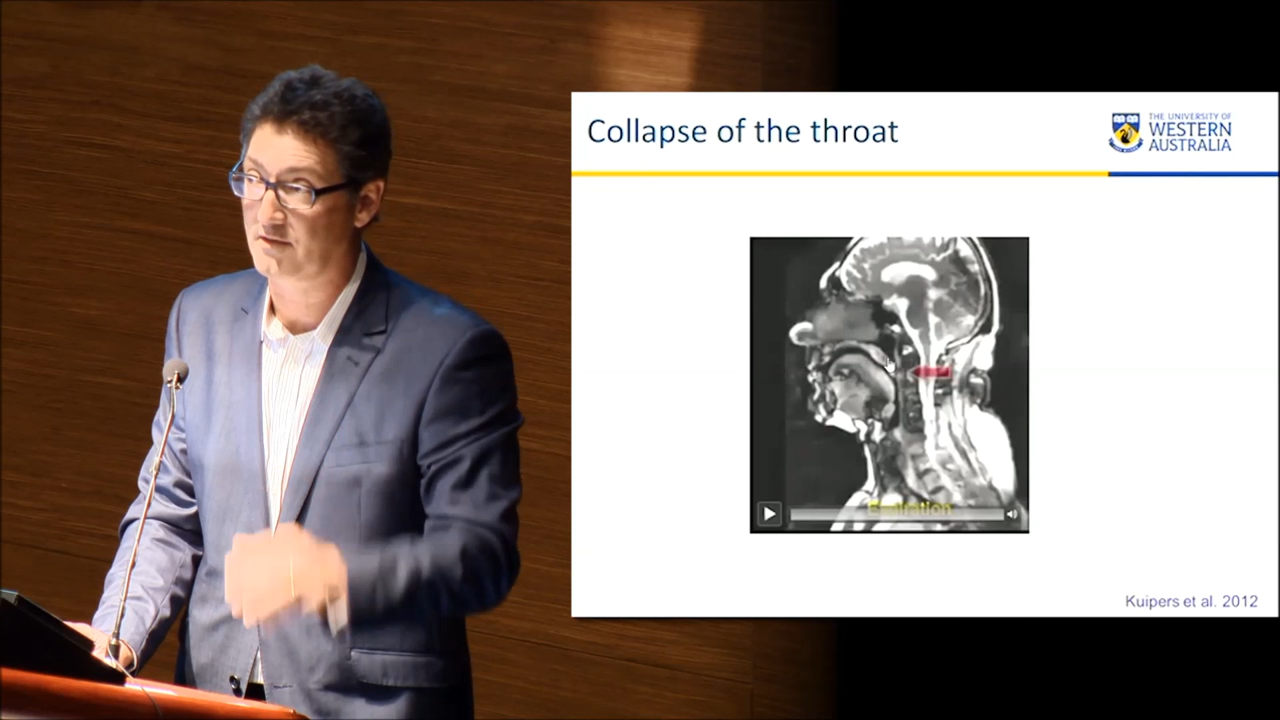 Collapse of the throat
THE UNIVERSITY OF
WESTERN
AUSTRALIA
Kuipers et al. 2012